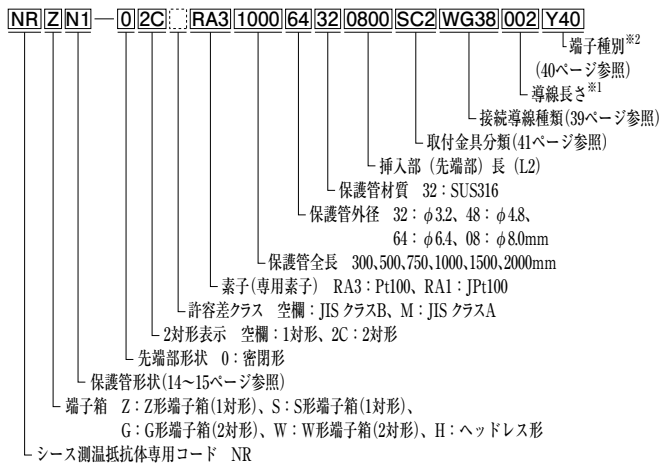 NR Z N1 — 0 2C RA3 1000 64 32 0800 SC2 WG38 002 Y40
端子種別※2
(40ページ参照)
導線長さ※1
接続導線種類(39ページ参照)
取付金具分類(41ページ参照)
挿入部（先端部）長（L2）
保護管材質 32：SUS316
保護管外径 32：φ3.2、48：φ4.8、
64：φ6.4、08：φ8.0mm
保護管全長 300,500,750,1000,1500,2000mm
素子(専用素子) RA3：Pt100、RA1：JPt100
許容差クラス 空欄：JIS クラスB、M：JIS クラスA
2対形表示 空欄：1対形、2C：2対形
先端部形状 0：密閉形
保護管形状(14〜15ページ参照)
端子箱 Z：Z形端子箱(1対形)、S：S形端子箱(1対形)、
G：G形端子箱(2対形)、W：W形端子箱(2対形)、H：ヘッドレス形
シース測温抵抗体専用コード NR